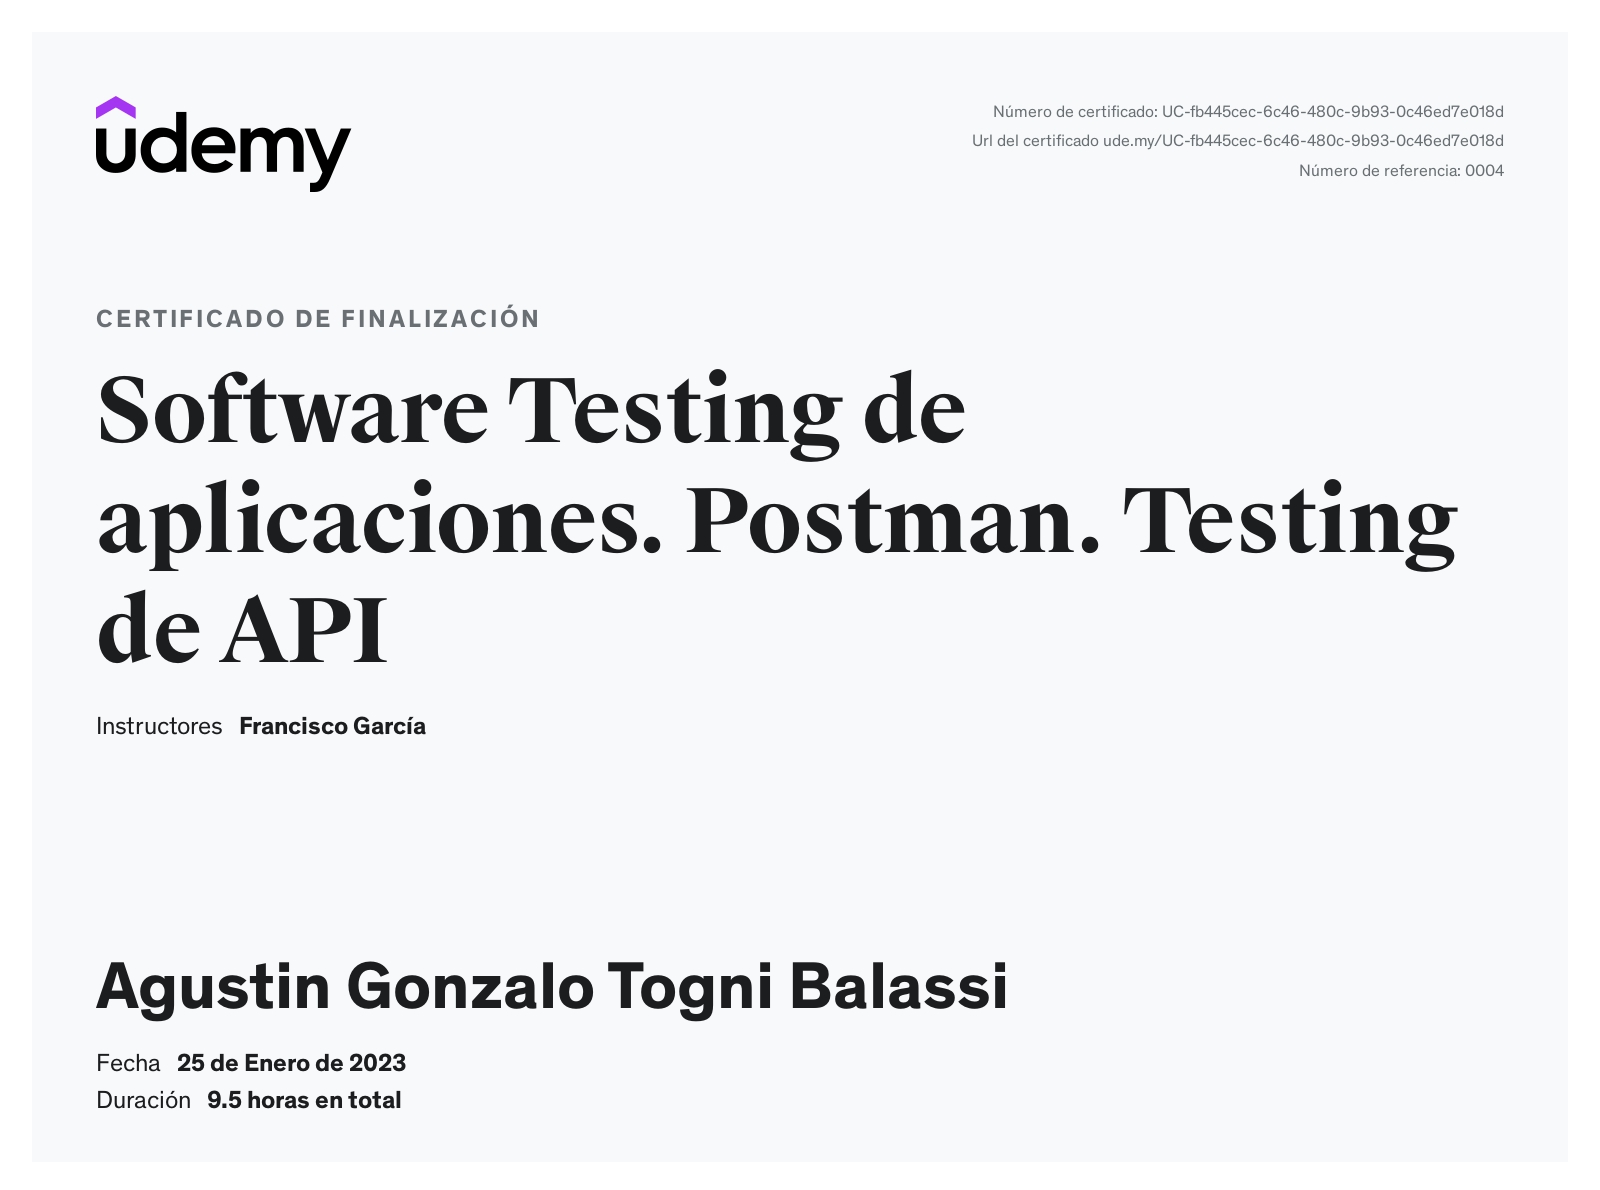 udemy
Número de certificado: UC-fb445cec-6c46-480c-9b93-0c46ed7e018d
Url del certificado ude.my/UC-fb445cec-6c46-480c-9b93-0c46ed7e018d
Número de referencia: 0004
CERTIFICADO DE FINALIZACIÓN
Software Testing de
aplicaciones. Postman. Testing
de API
Instructores Francisco García
Agustin Gonzalo Togni Balassi
Fecha 25 de Enero de 2023
Duración 9.5 horas en total